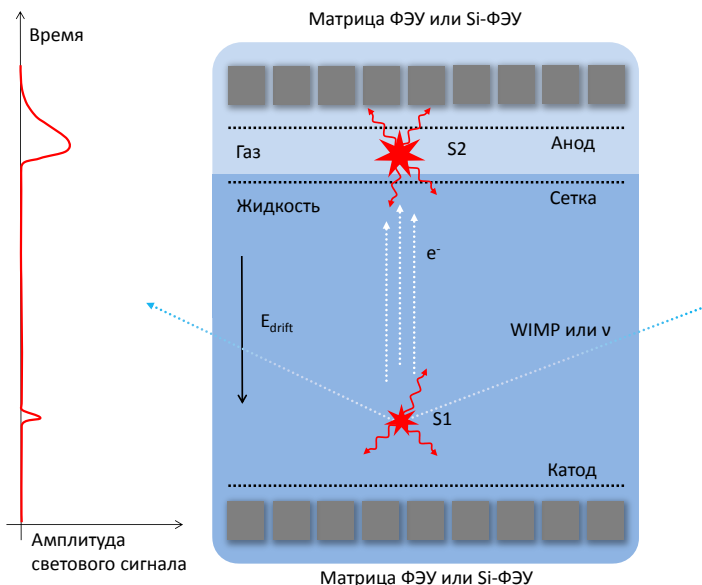 Матрица ФЭУ или Si-ФЭУ
Время
Газ
S2
Анод
Жидкость
Сетка
e-
Edrift
WIMP или ν
S1
Катод
Амплитуда
светового сигнала
Матрица ФЭУ или Si-ФЭУ